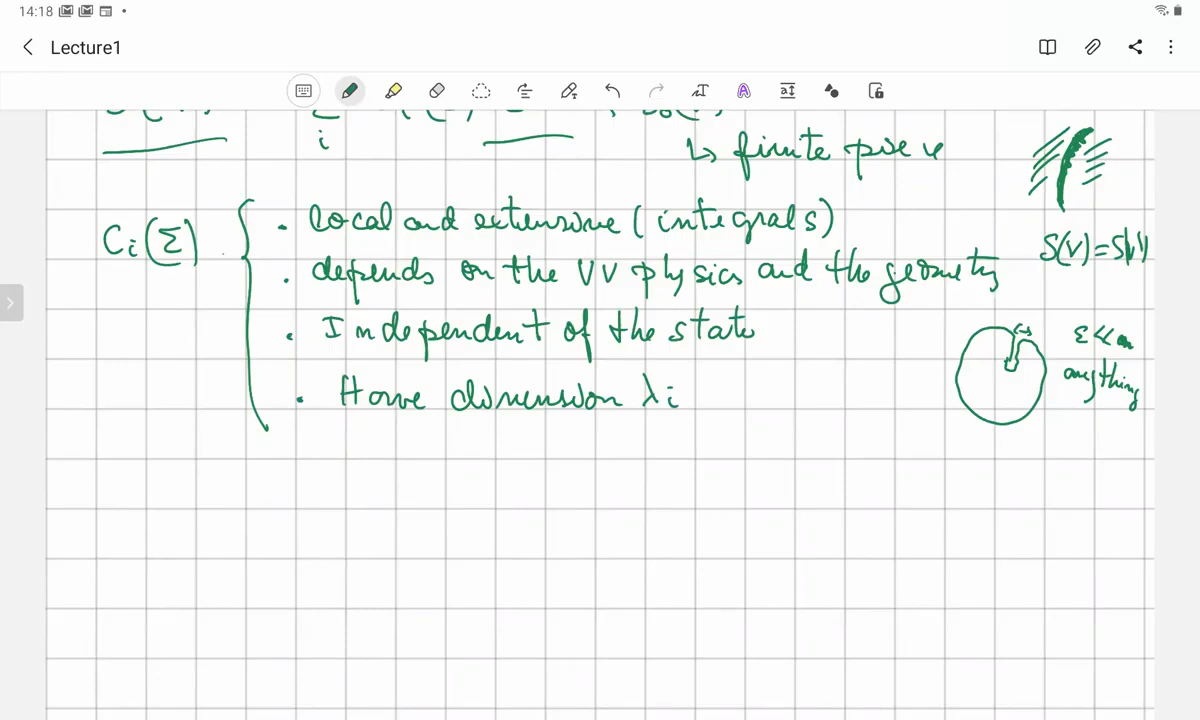 14:18
Lecture1
i
↳ finite piece
Ci(Σ)
. local and extensive (integrals)
. depends on the UV physics and the geometry
. Independent of the state
. Have dimension λi
S(V)=S(V')
ε<< an
anything